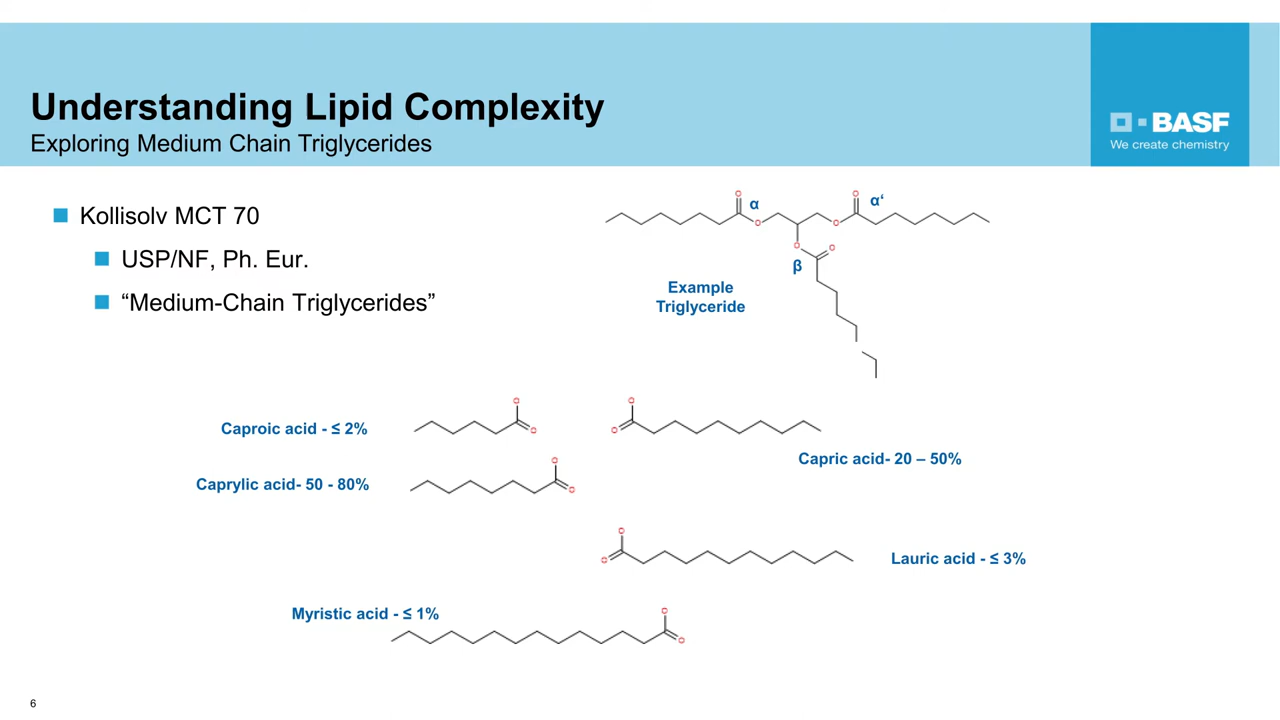 Understanding Lipid Complexity
Exploring Medium Chain Triglycerides
BASF
We create chemistry
Kollisolv MCT 70
USP/NF, Ph. Eur.
“Medium-Chain Triglycerides”
O
α
O
α‘
O
O
O
β
O
Example
Triglyceride
Caproic acid - ≤ 2%
O
O
O
O
Capric acid- 20 – 50%
Caprylic acid- 50 - 80%
O
O
O
O
Lauric acid - ≤ 3%
Myristic acid - ≤ 1%
O
O
6